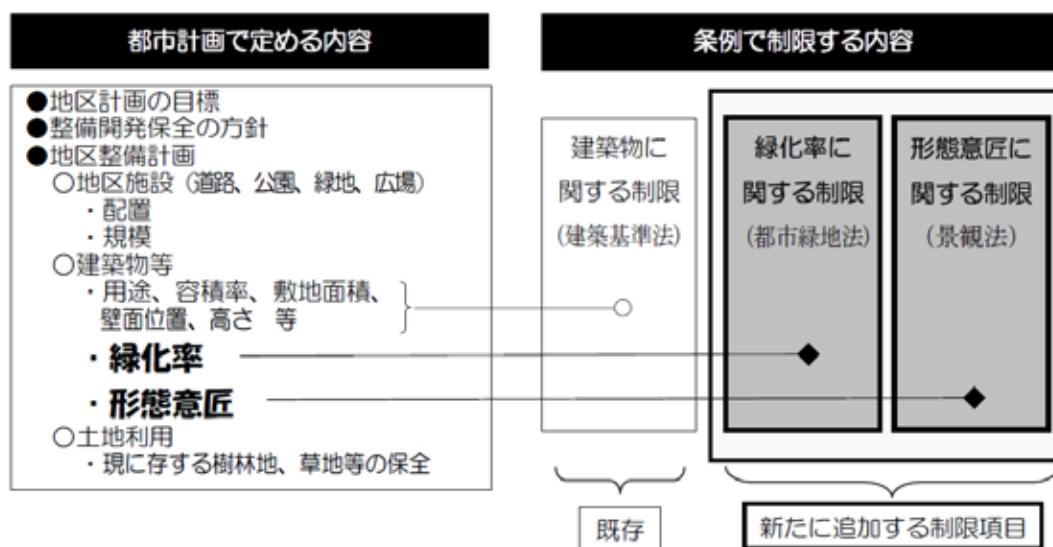 都市計画で定める内容
●地区計画の目標
●整備開発保全の方針
●地区整備計画
○地区施設(道路、公園、緑地、広場)
・配置
・規模
○建築物等
・用途、容積率、敷地面積、
壁面位置、高さ 等
・緑化率
・形態意匠
○土地利用
・現に存する樹林地、草地等の保全
条例で制限する内容
建築物に
関する制限
(建築基準法)
緑化率に
関する制限
(都市緑地法)
形態意匠に
関する制限
(景観法)
既存
新たに追加する制限項目